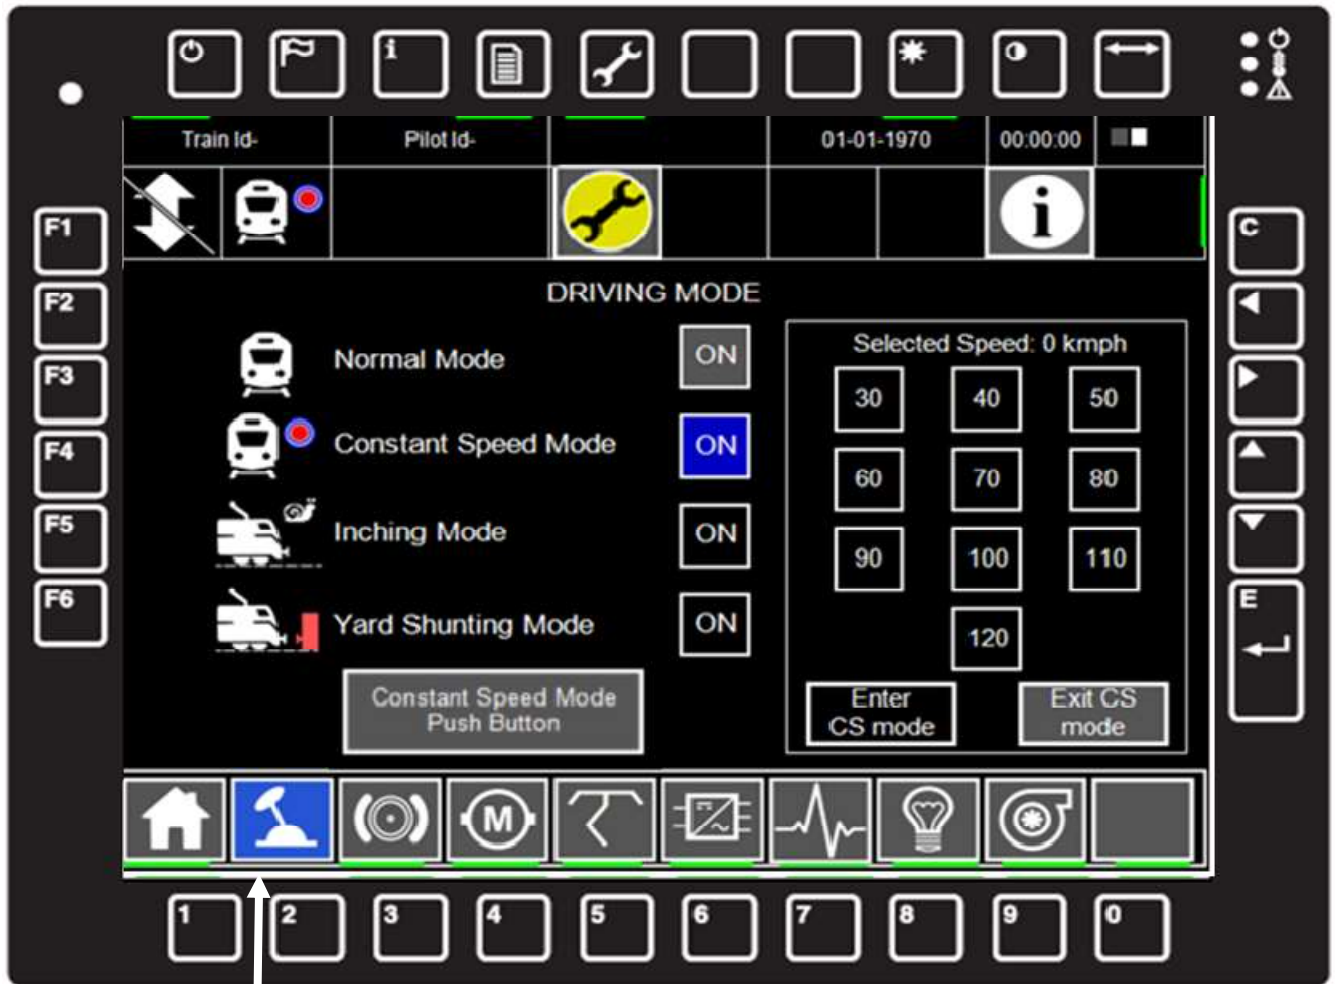 i
Train Id-
Pilot Id-
01-01-1970
00:00:00
i
F1
F2
F3
F4
F5
F6
C
E
DRIVING MODE
Normal Mode
ON
Constant Speed Mode
ON
Inching Mode
ON
Yard Shunting Mode
ON
Constant Speed Mode
Push Button
Selected Speed: 0 kmph
30 40 50
60 70 80
90 100 110
120
Enter
CS mode
Exit CS
mode
M
1 2 3 4 5 6 7 8 9 0